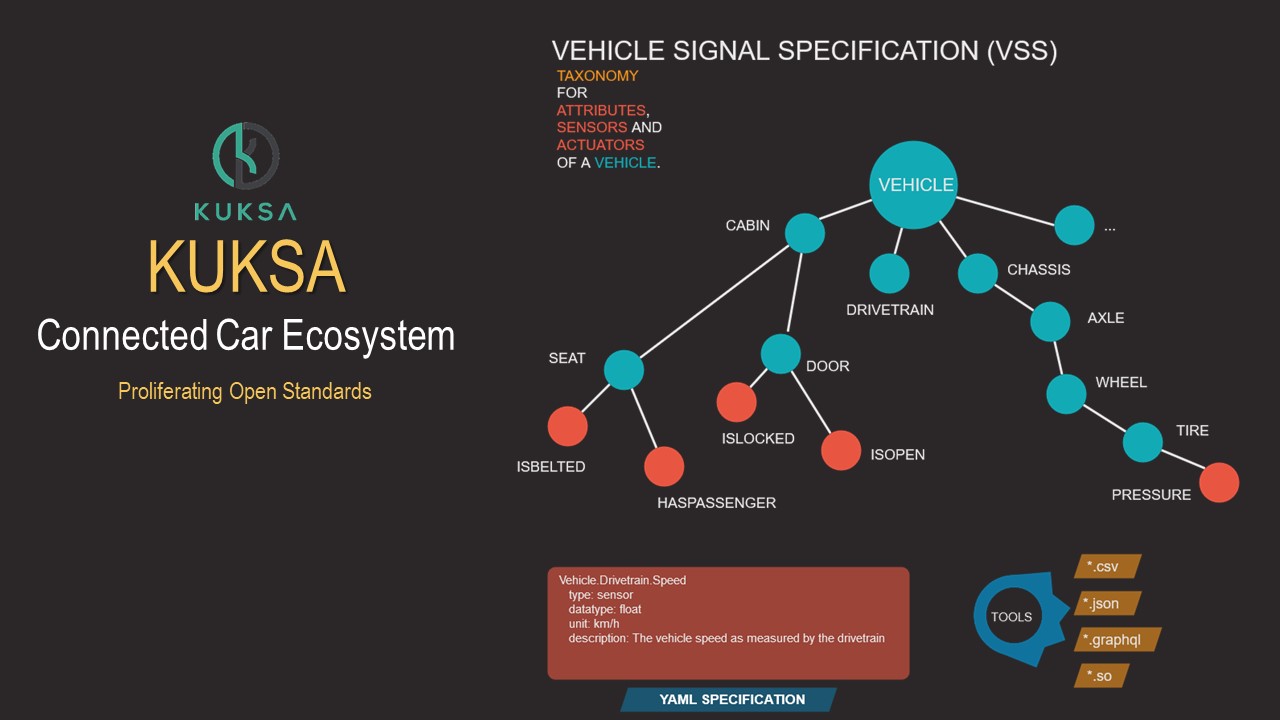 KUKSA
KUKSA
Connected Car Ecosystem
Proliferating Open Standards
VEHICLE SIGNAL SPECIFICATION (VSS)
TAXONOMY
FOR
ATTRIBUTES,
SENSORS AND
ACTUATORS
OF A VEHICLE.
VEHICLE
CABIN
...
CHASSIS
DRIVETRAIN
AXLE
SEAT
DOOR
WHEEL
TIRE
ISLOCKED
ISOPEN
ISBELTED
PRESSURE
HASPASSENGER
Vehicle.Drivetrain.Speed
type: sensor
datatype: float
unit: km/h
description: The vehicle speed as measured by the drivetrain
YAML SPECIFICATION
TOOLS
*.csv
*.json
*.graphql
*.so